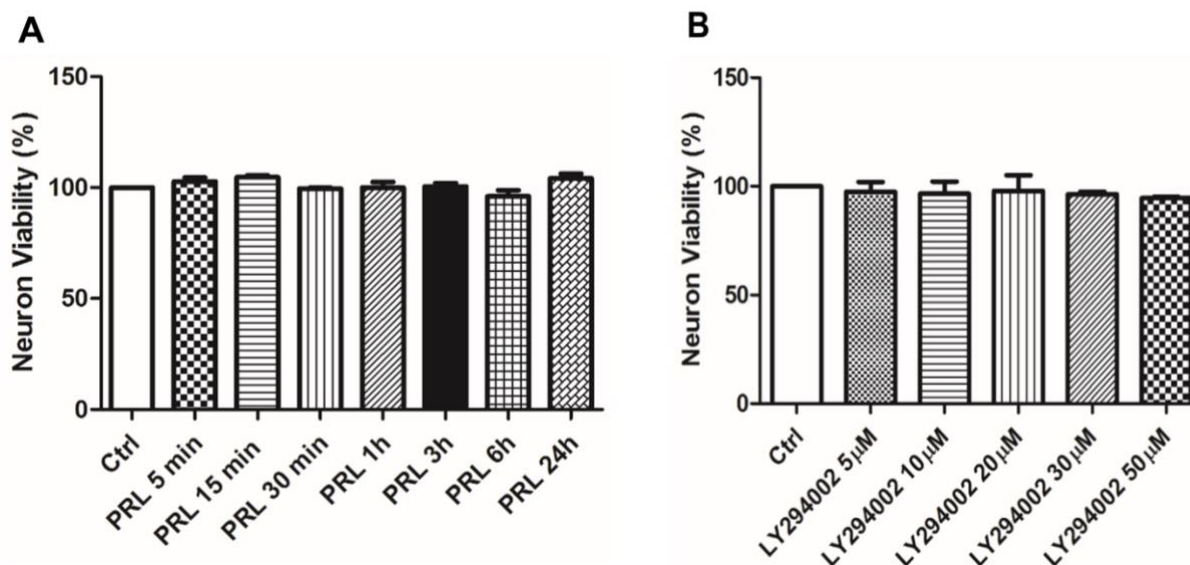 A
Neuron Viability (%)
150
100
50
0
Ctrl
PRL 5 min
PRL 15 min
PRL 30 min
PRL 1h
PRL 3h
PRL 6h
PRL 24h
B
Neuron Viability (%)
150
100
50
0
Ctrl
LY294002 5μM
LY294002 10μM
LY294002 20μM
LY294002 30μM
LY294002 50μM